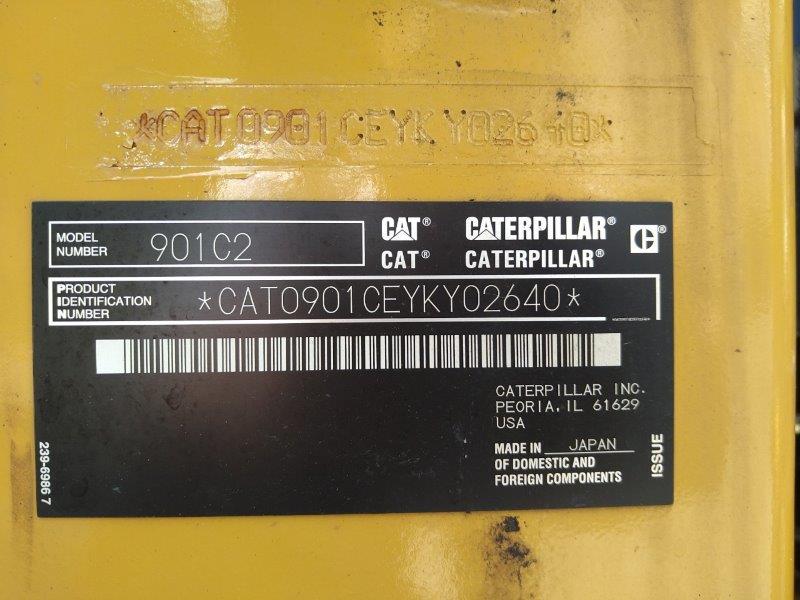 *CAT0901CEYKY02640*
MODEL NUMBER 901C2
CAT® CATERPILLAR®
CAT® CATERPILLAR®
PRODUCT
IDENTIFICATION
NUMBER
*CAT0901CEYKY02640*
CATERPILLAR INC.
PEORIA, IL 61629
USA
MADE IN JAPAN
OF DOMESTIC AND
FOREIGN COMPONENTS
ISSUE
239-6986 7